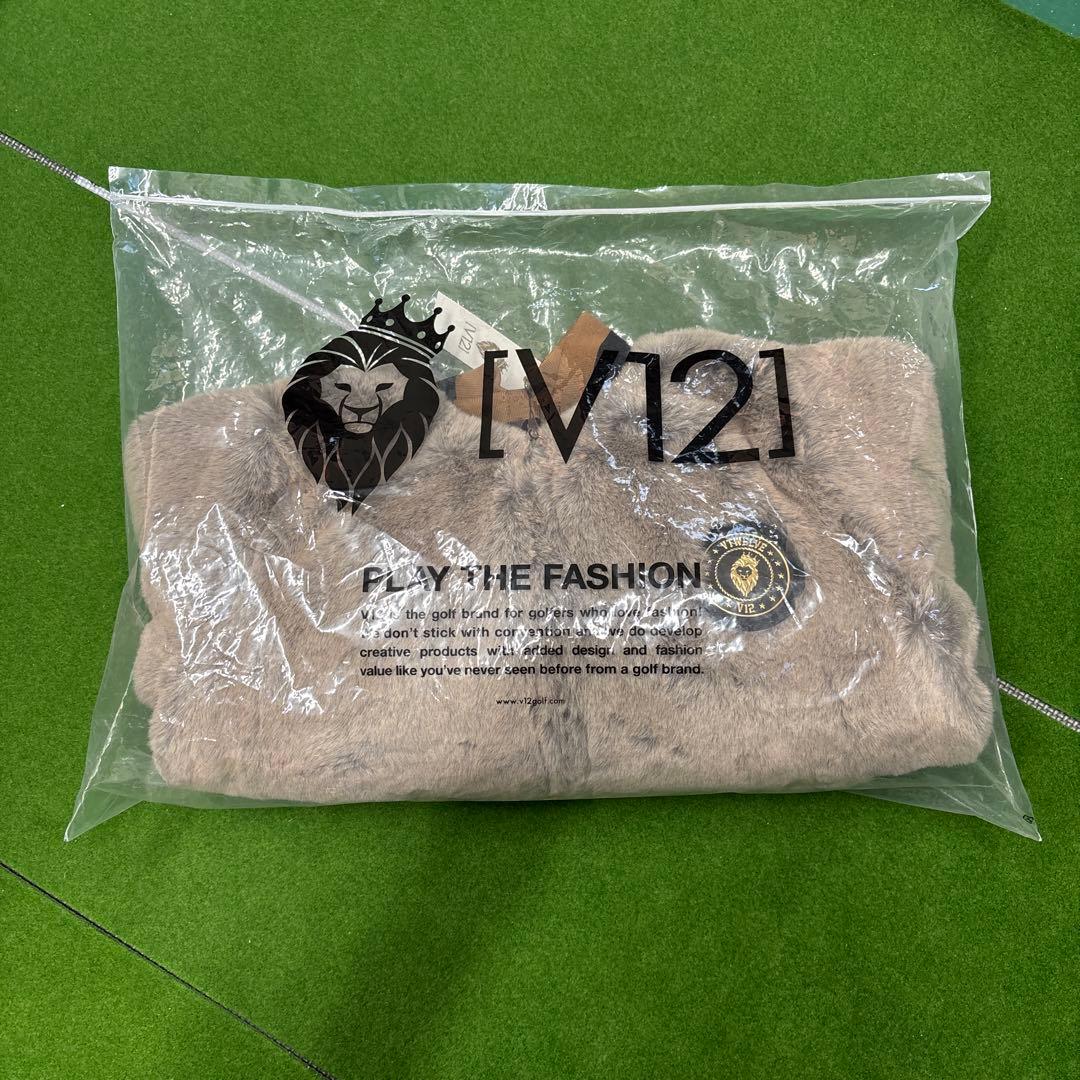 [V12]
[V12]
PLAY THE FASHION
V12 is the golf brand for golfers who love fashion!
We don't stick with convention and we do develop
creative products with added design and fashion
value like you've never seen before from a golf brand.
www.v12golf.com
VTWELVE
V12